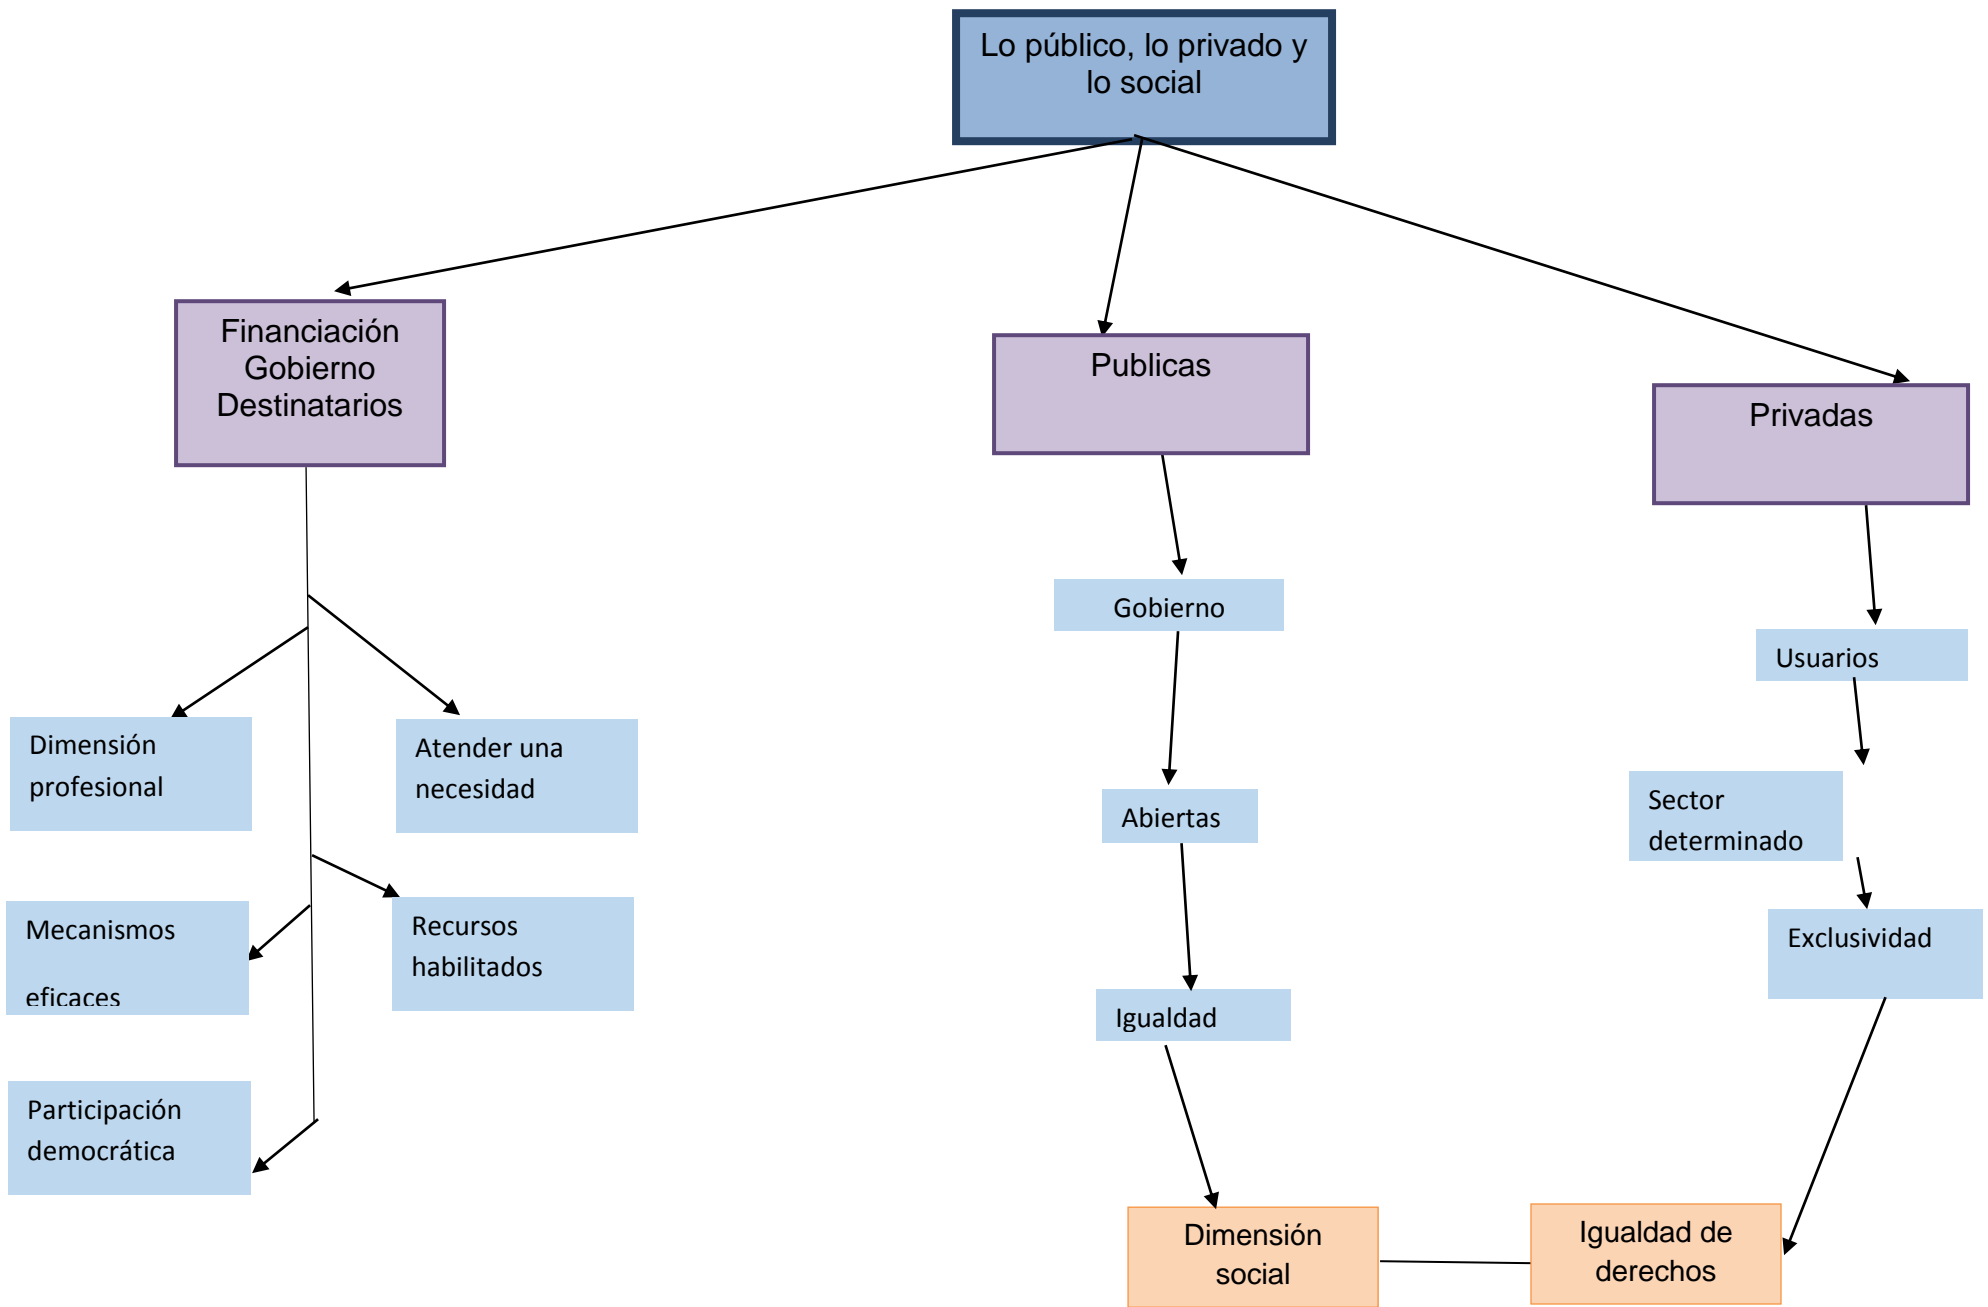 Lo público, lo privado y
lo social
Financiación
Gobierno
Destinatarios
Publicas
Privadas
Gobierno
Usuarios
Dimensión
profesional
Atender una
necesidad
Abiertas
Sector
determinado
Mecanismos
eficaces
Recursos
habilitados
Exclusividad
Igualdad
Participación
democrática
Dimensión
social
Igualdad de
derechos